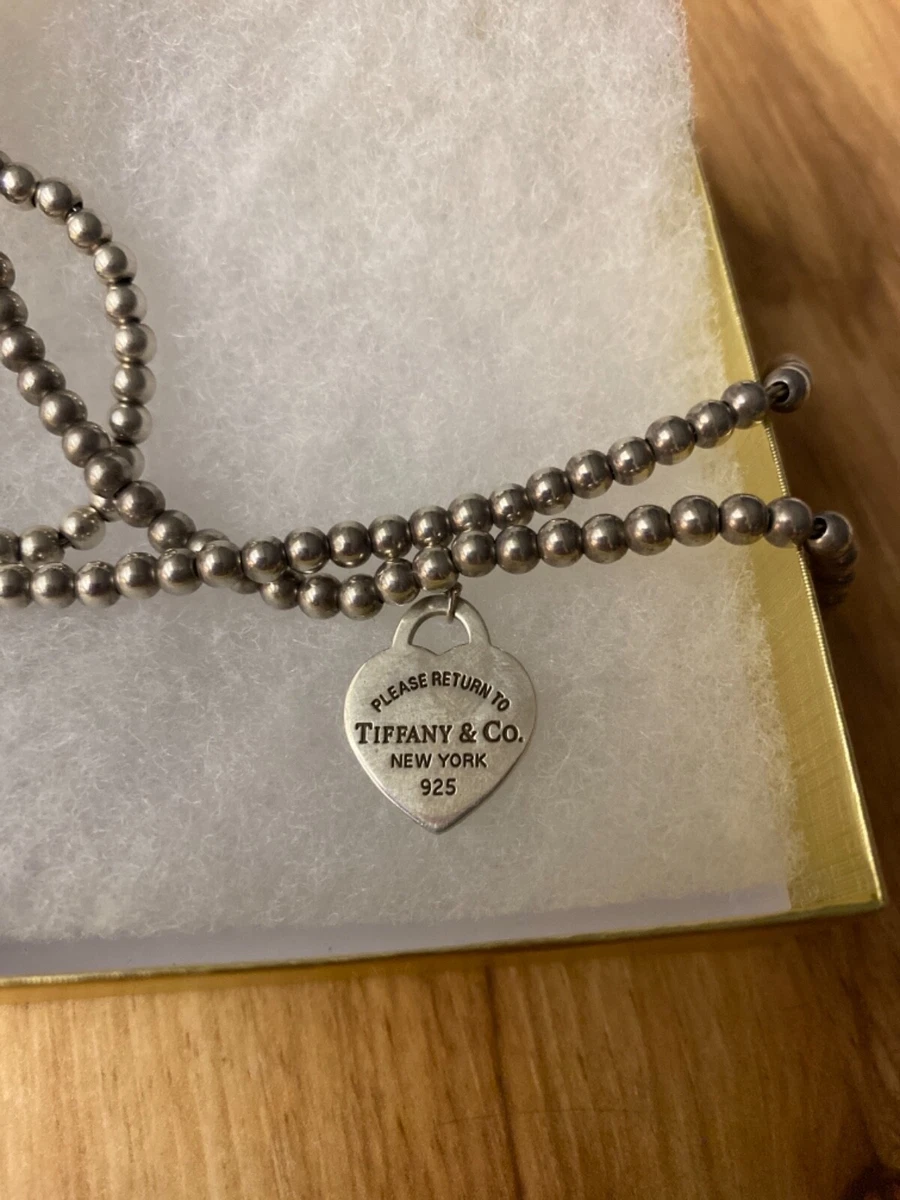 PLEASE RETURN TO
TIFFANY & CO.
NEW YORK
925